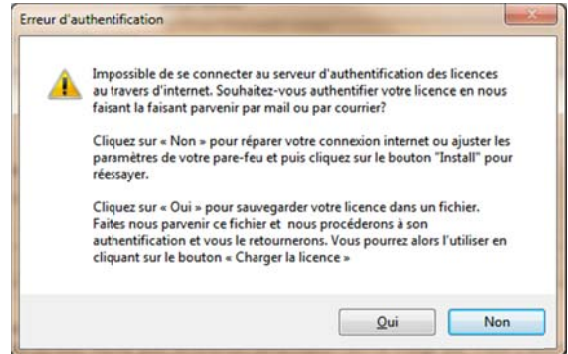 Erreur d'authentification
Impossible de se connecter au serveur d'authentification des licences
au travers d'internet. Souhaitez-vous authentifier votre licence en nous
faisant la faisant parvenir par mail ou par courrier?
Cliquez sur « Non » pour réparer votre connexion internet ou ajuster les
paramètres de votre pare-feu et puis cliquez sur le bouton "Install" pour
réessayer.
Cliquez sur « Oui » pour sauvegarder votre licence dans un fichier.
Faites nous parvenir ce fichier et nous procéderons à son
authentification et vous le retournerons. Vous pourrez alors l'utiliser en
cliquant sur le bouton « Charger la licence »
Oui
Non